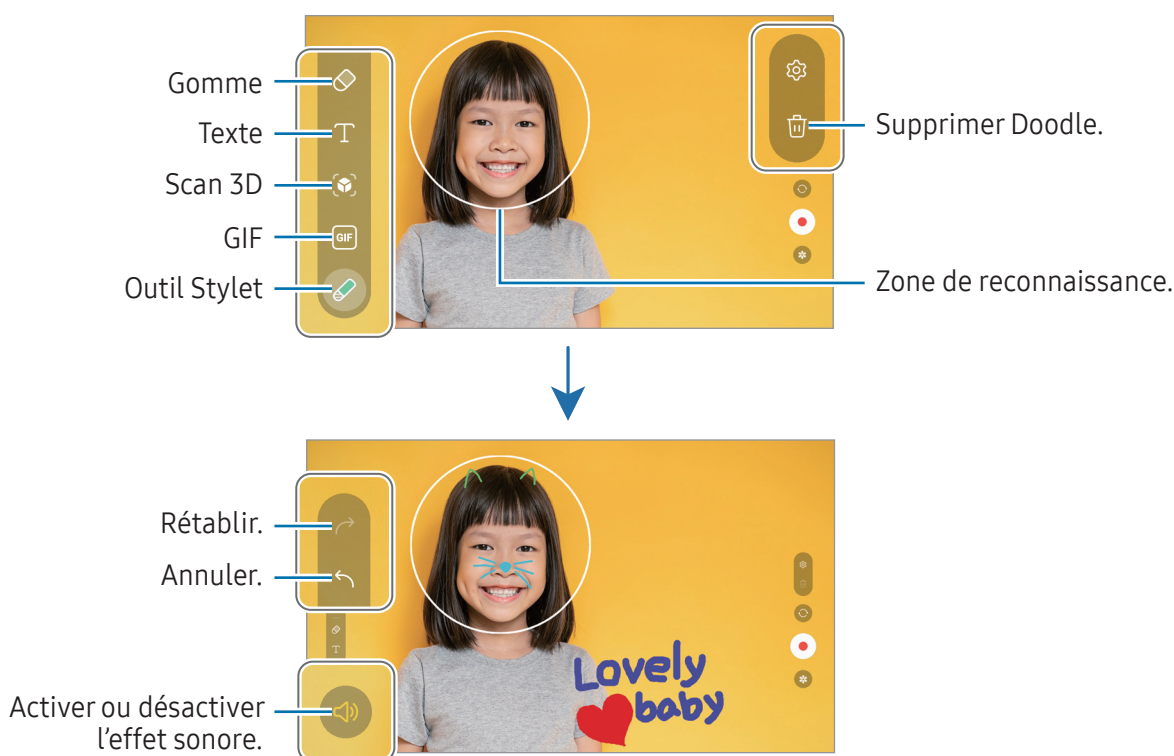 Gomme
Texte
Scan 3D
GIF
Outil Stylet
T
GIF
Supprimer Doodle.
Zone de reconnaissance.
Rétablir.
Annuler.
T
Activer ou désactiver
l'effet sonore.
Lovely
baby